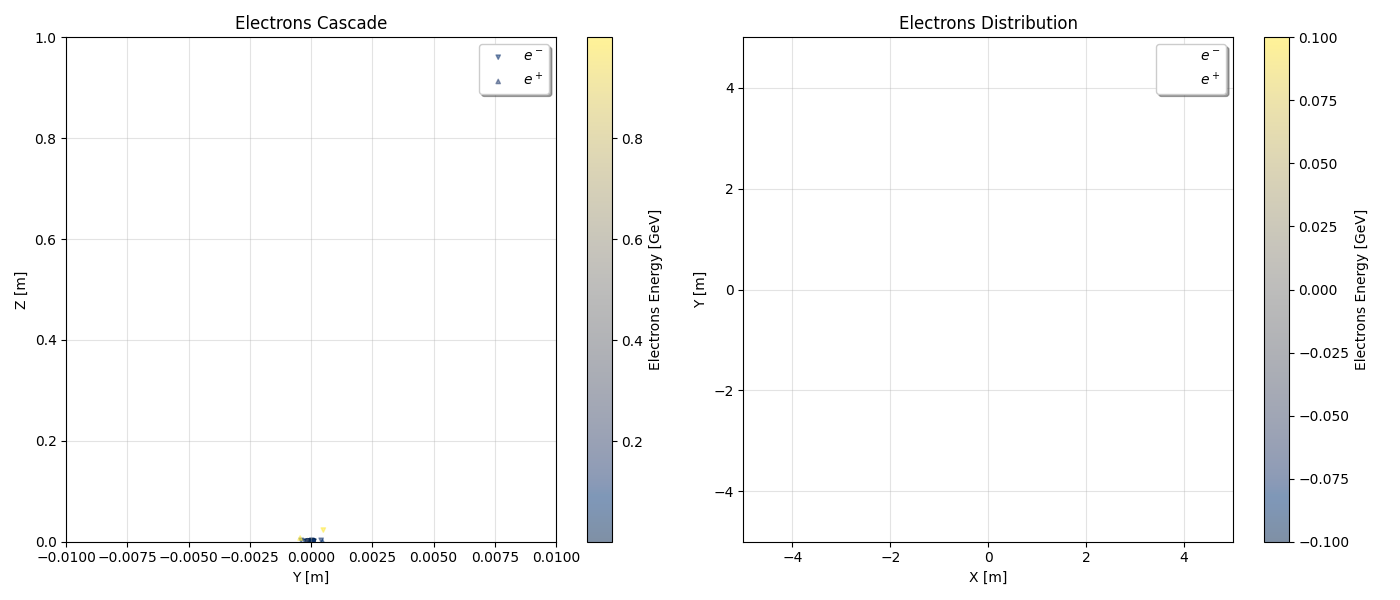 Electrons Cascade
1.0
0.8
0.6
0.4
0.2
0.0
Z [m]
−0.0100 −0.0075 −0.0050 −0.0025 0.0000 0.0025 0.0050 0.0075 0.0100
Y [m]
e⁻
e⁺
0.8
0.6
0.4
0.2
Electrons Energy [GeV]
Electrons Distribution
4
2
0
−2
−4
Y [m]
−4 −2 0 2 4
X [m]
e⁻
e⁺
0.100
0.075
0.050
0.025
0.000
−0.025
−0.050
−0.075
−0.100
Electrons Energy [GeV]